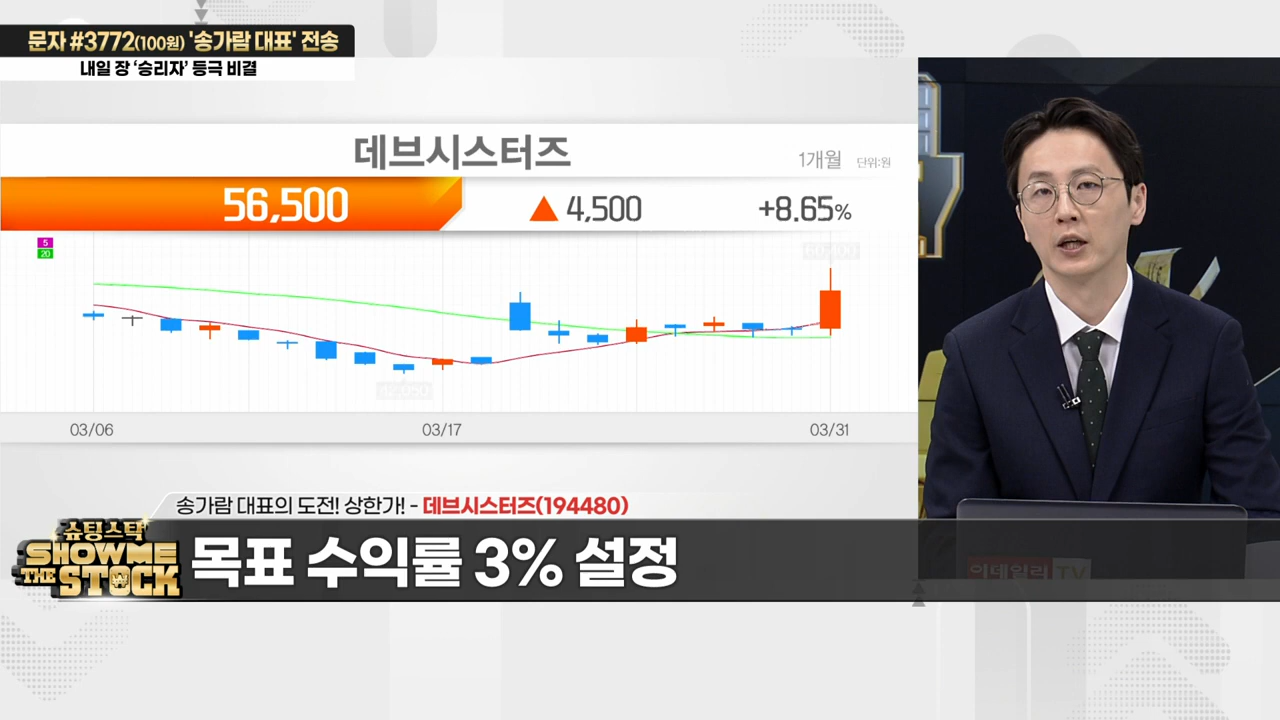 문자 #3772(100원) '송가람 대표' 전송
내일 장 '승리자' 등극 비결
데브시스터즈
1개월 단위:원
56,500 ▲ 4,500 +8.65%
5
20
03/06 03/17 03/31
송가람 대표의 도전! 상한가! - 데브시스터즈(194480)
슈팅스탁
SHOW ME
THE STOCK
목표 수익률 3% 설정
이데일리TV